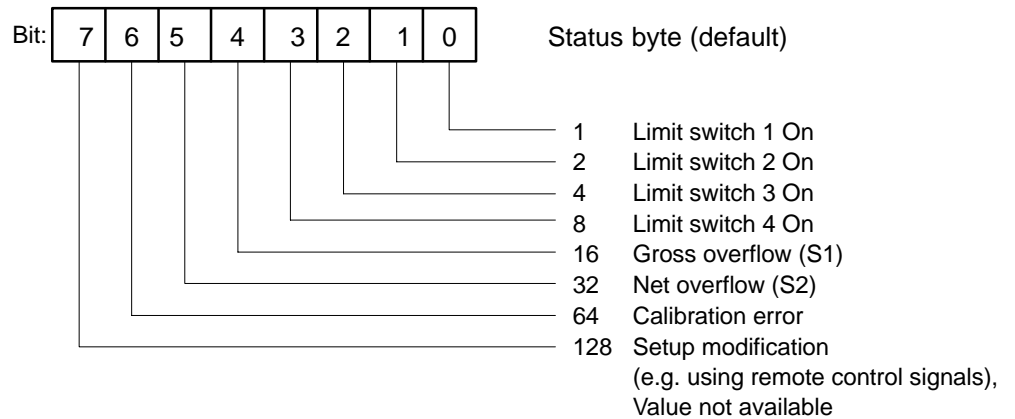 Bit: 7 6 5 4 3 2 1 0 Status byte (default)
1 Limit switch 1 On
2 Limit switch 2 On
4 Limit switch 3 On
8 Limit switch 4 On
16 Gross overflow (S1)
32 Net overflow (S2)
64 Calibration error
128 Setup modification
(e.g. using remote control signals),
Value not available